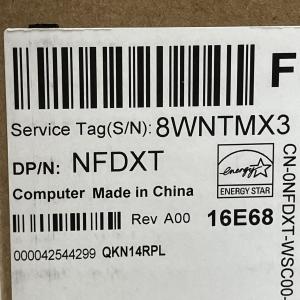 F
Service Tag(S/N): 8WNTMX3
DP/N: NFDXT
energy
ENERGY STAR
Computer Made in China
Rev A00 16E68
000042544299 QKN14RPL
CN-0NFDXT-WSC00-